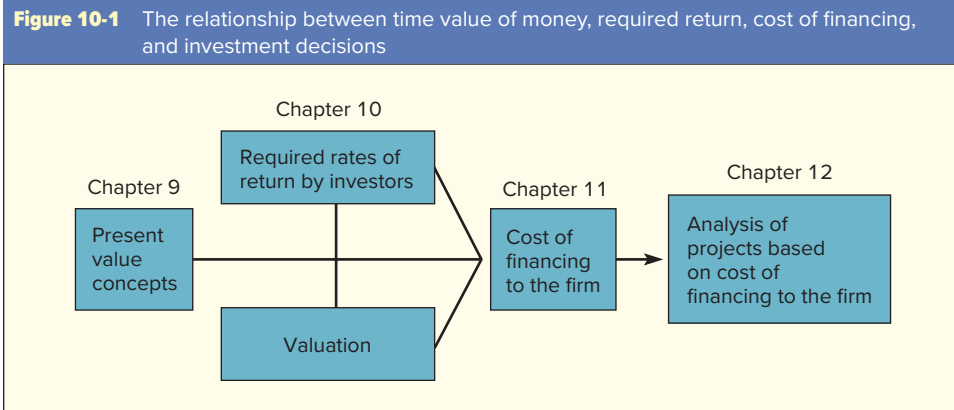 Figure 10-1 The relationship between time value of money, required return, cost of financing,
and investment decisions
Chapter 10
Required rates of
return by investors
Chapter 9
Present
value
concepts
Valuation
Chapter 11
Cost of
financing
to the firm
Chapter 12
Analysis of
projects based
on cost of
financing to the firm